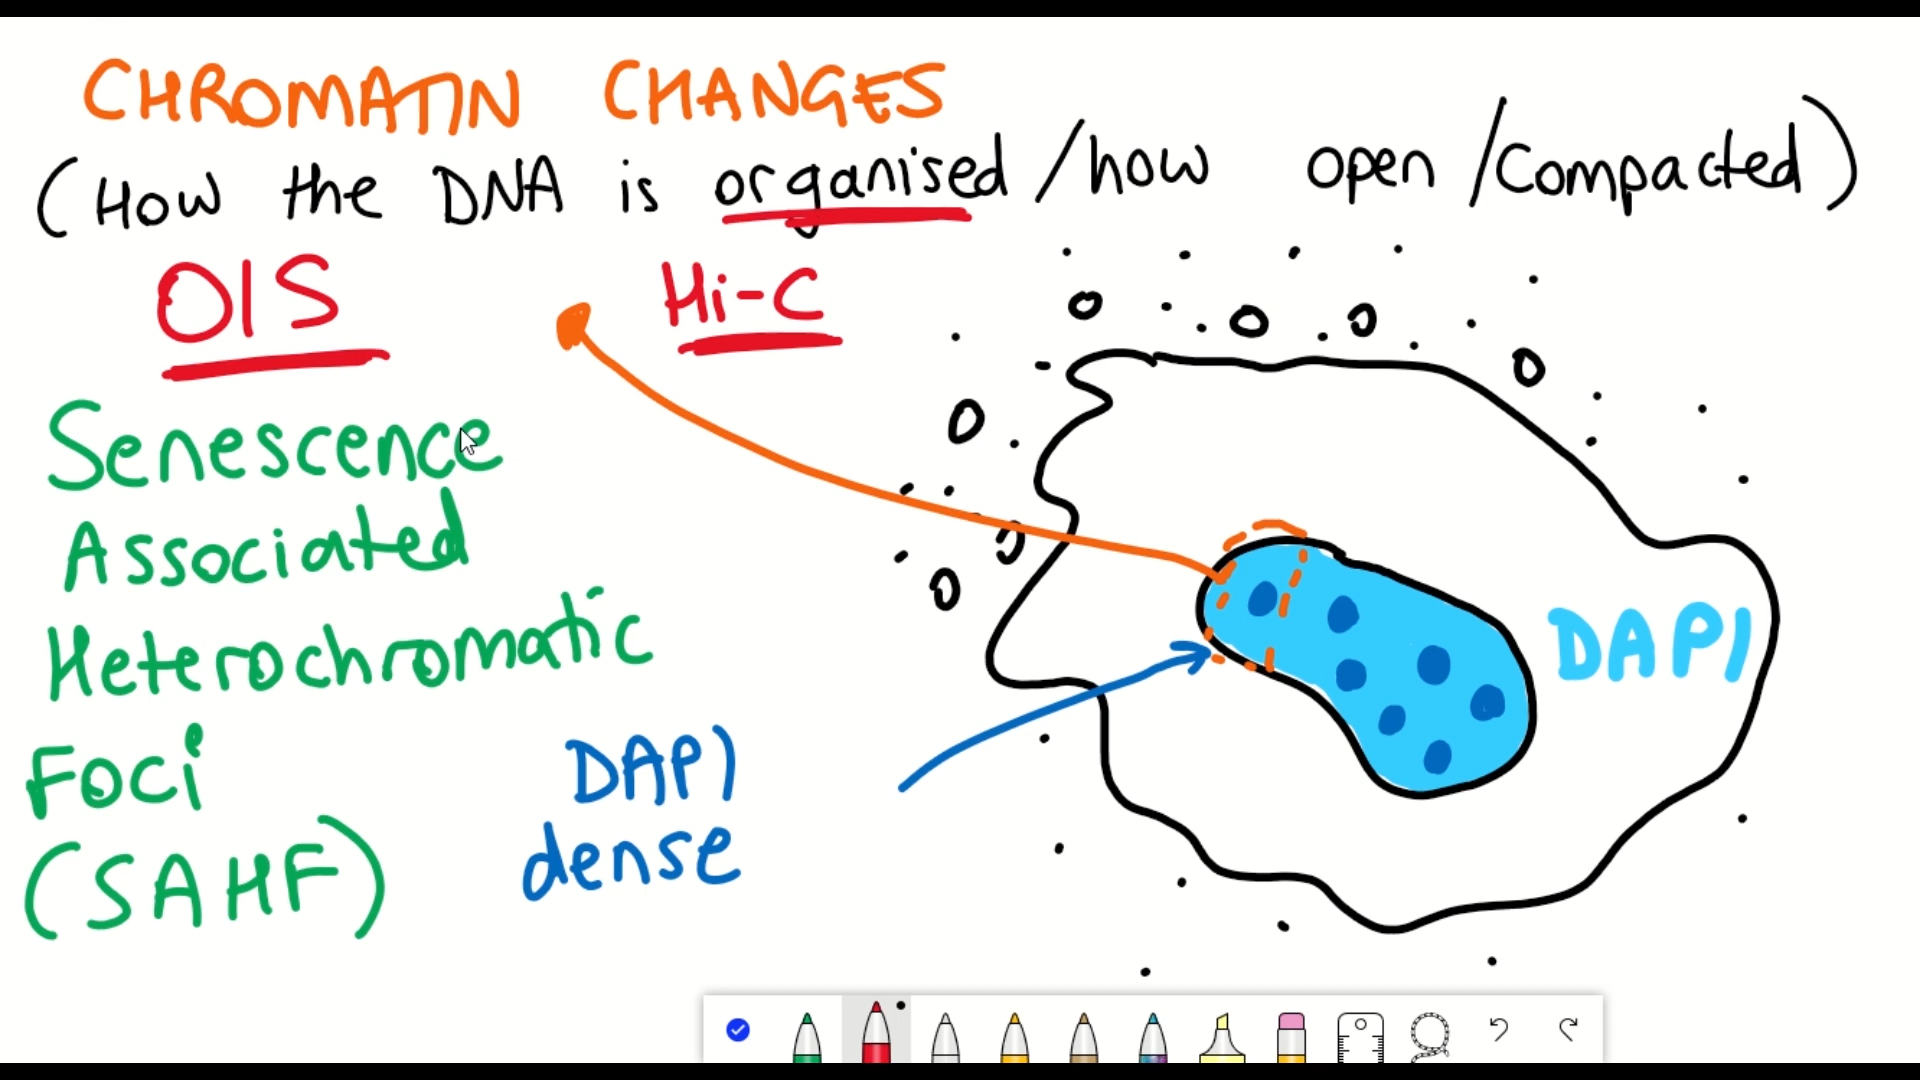 CHROMATIN CHANGES
(How the DNA is organised / how open / compacted)
OIS
Hi-C
Senescence
Associated
Heterochromatic
Foci
(SAHF)
DAPI
dense
DAPI